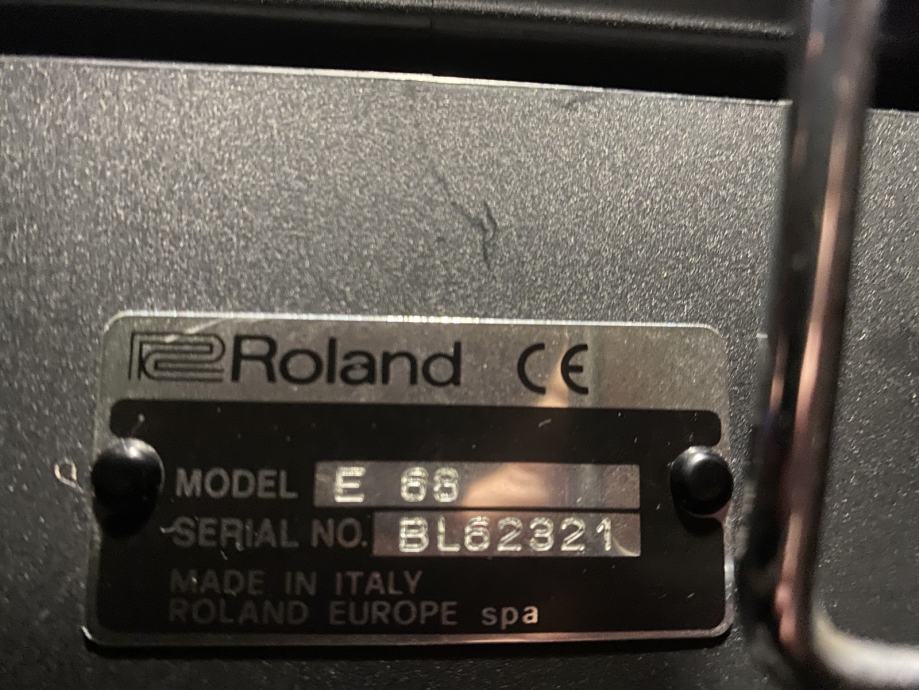 Roland CE
MODEL E 68
SERIAL NO. BL62321
MADE IN ITALY
ROLAND EUROPE spa